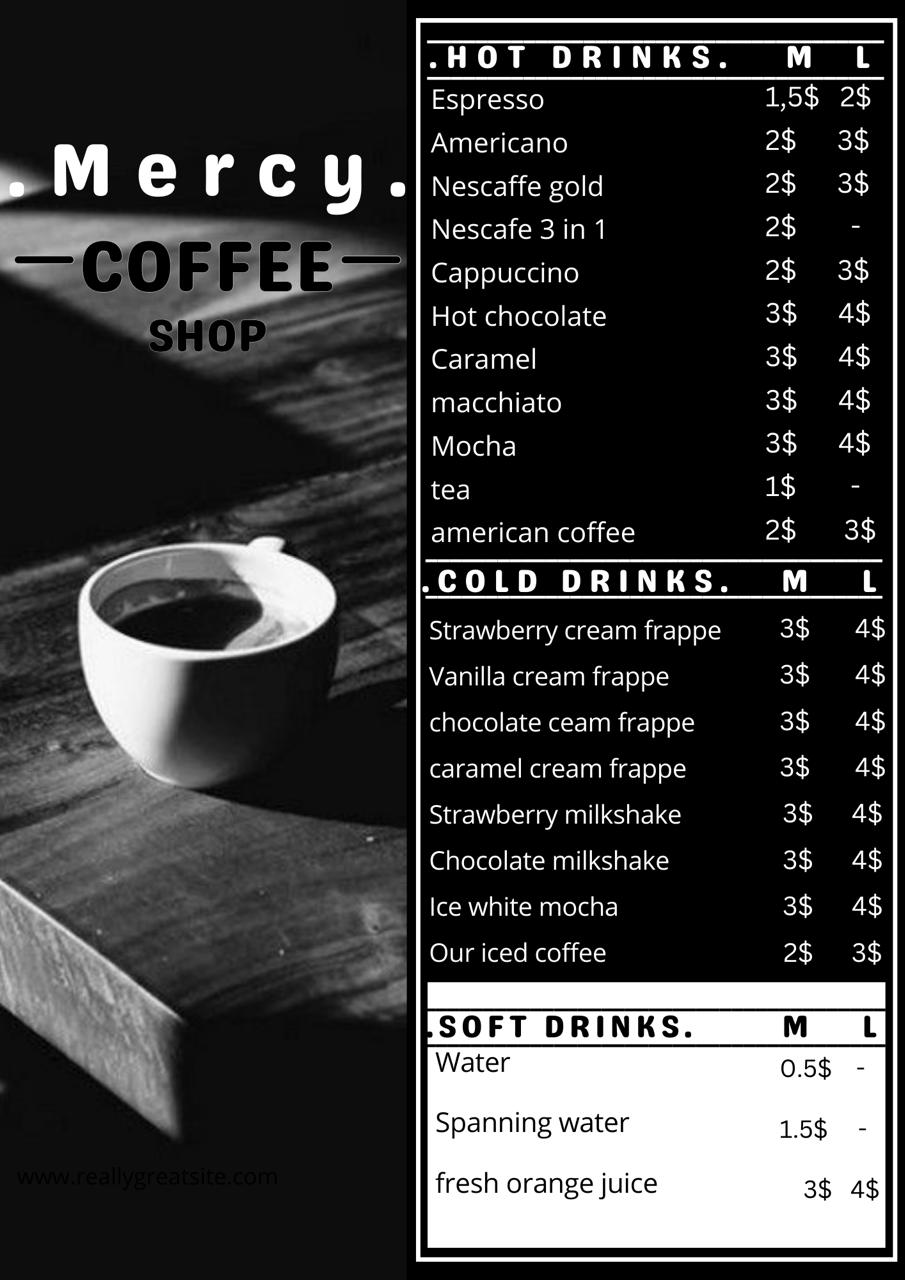 .Mercy.
COFFEE
SHOP
www.reallygreatsite.com
.HOT DRINKS. M L
Espresso 1,5$ 2$
Americano 2$ 3$
Nescaffe gold 2$ 3$
Nescafe 3 in 1 2$ -
Cappuccino 2$ 3$
Hot chocolate 3$ 4$
Caramel 3$ 4$
macchiato 3$ 4$
Mocha 3$ 4$
tea 1$ -
american coffee 2$ 3$
.COLD DRINKS. M L
Strawberry cream frappe 3$ 4$
Vanilla cream frappe 3$ 4$
chocolate ceam frappe 3$ 4$
caramel cream frappe 3$ 4$
Strawberry milkshake 3$ 4$
Chocolate milkshake 3$ 4$
Ice white mocha 3$ 4$
Our iced coffee 2$ 3$
.SOFT DRINKS. M L
Water 0.5$ -
Spanning water 1.5$ -
fresh orange juice 3$ 4$